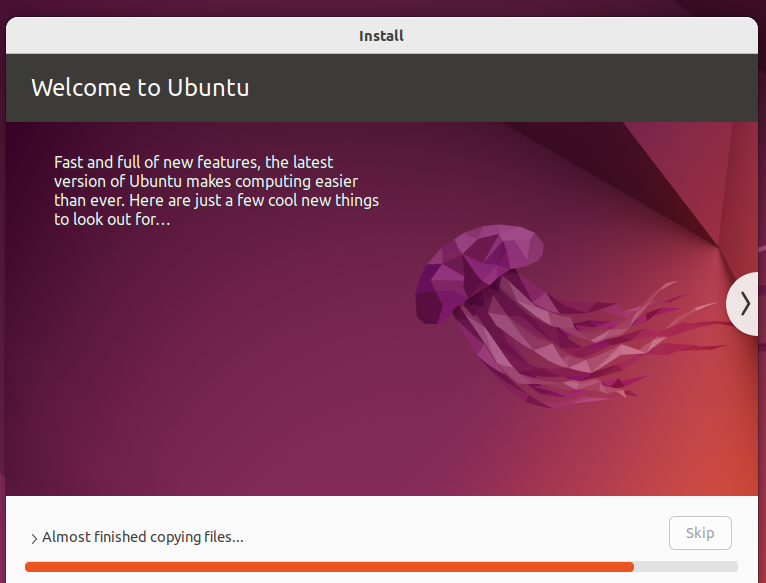 Install
Welcome to Ubuntu
Fast and full of new features, the latest
version of Ubuntu makes computing easier
than ever. Here are just a few cool new things
to look out for…
Almost finished copying files...
Skip